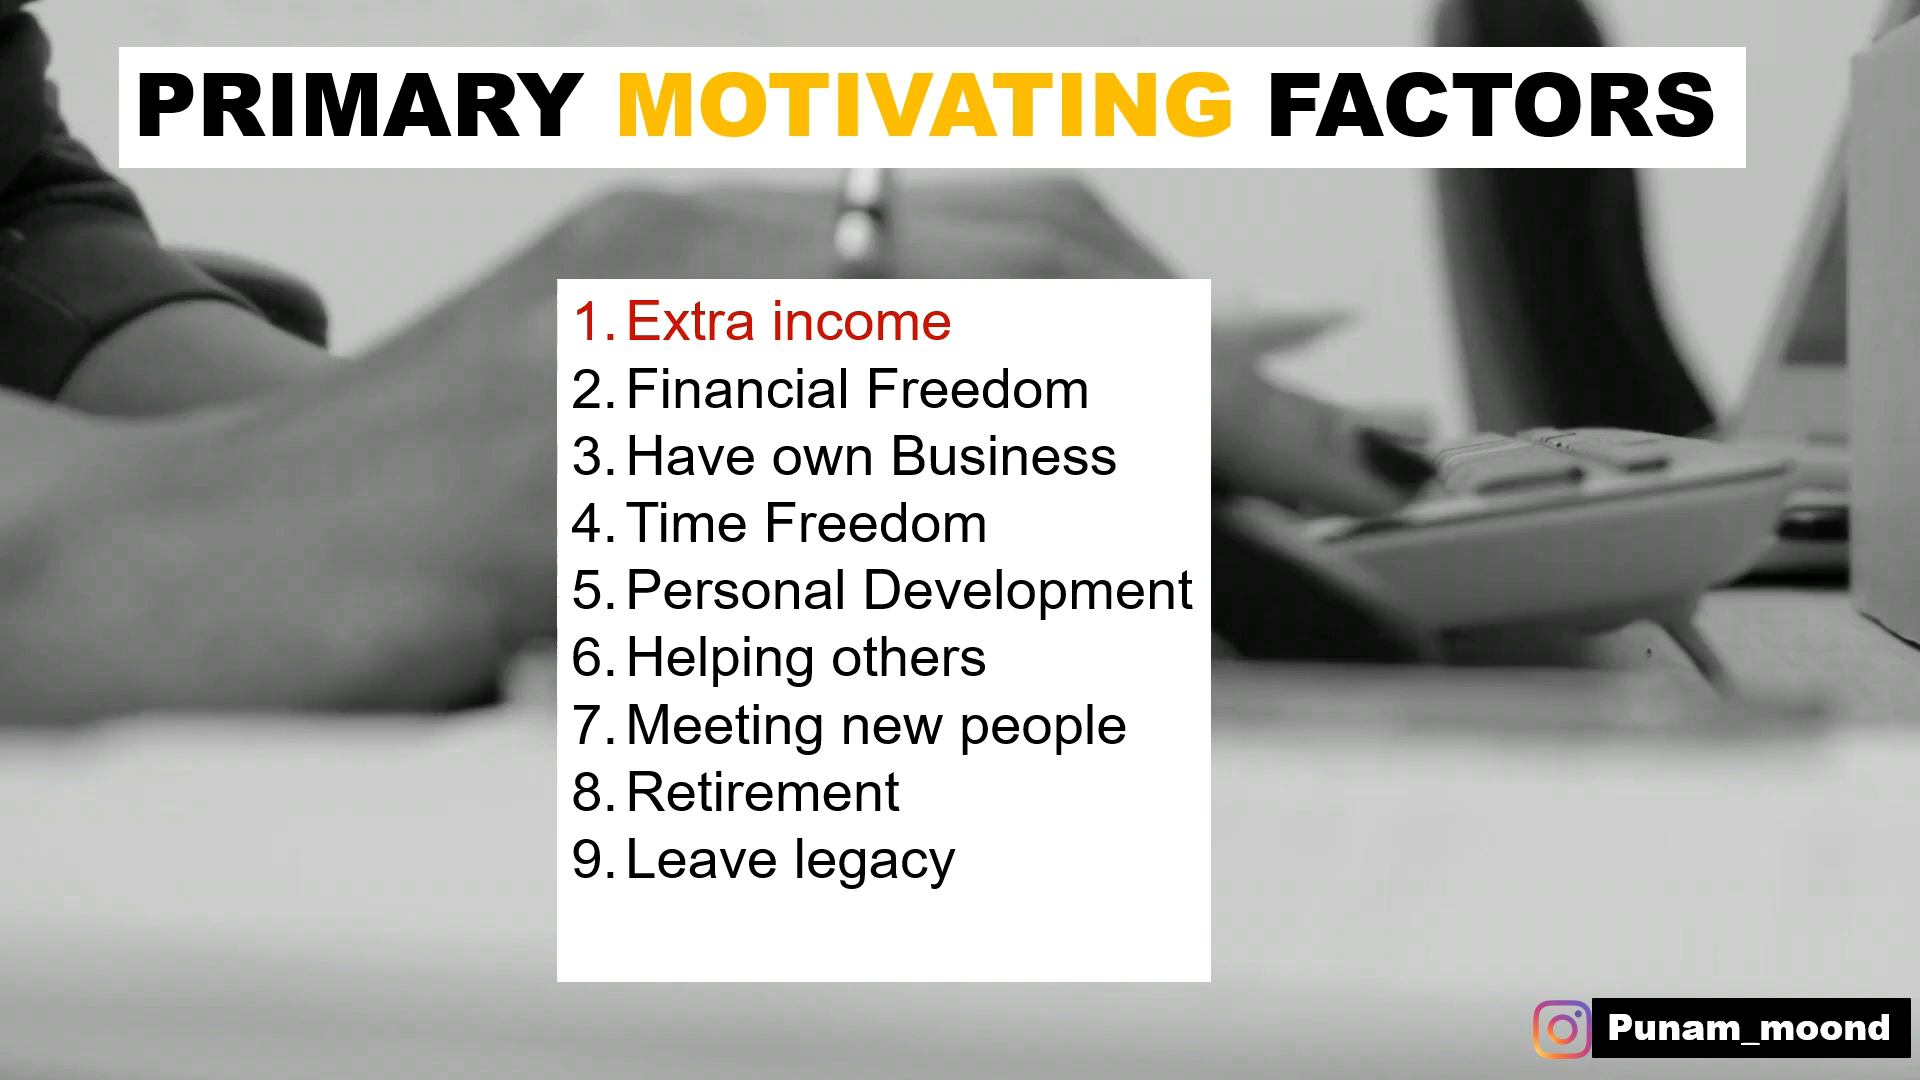 PRIMARY MOTIVATING FACTORS
1. Extra income
2. Financial Freedom
3. Have own Business
4. Time Freedom
5. Personal Development
6. Helping others
7. Meeting new people
8. Retirement
9. Leave legacy
Punam_moond